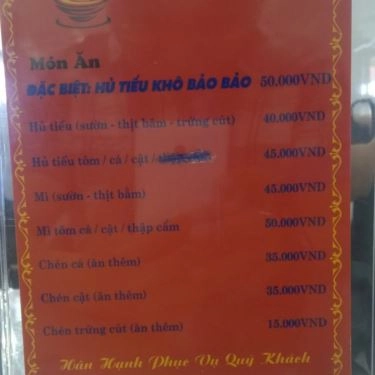 Món Ăn
ĐẶC BIỆT: HỦ TIẾU KHÔ BẢO BẢO 50.000VND
Hủ tiếu (sườn - thịt bằm - trứng cút) 40.000VND
Hủ tiếu tôm / cá / cật / 45.000VND
Mì (sườn - thịt bằm) 45.000VND
Mì tôm cá / cật / thập cẩm 50.000VND
Chén cá (ăn thêm) 35.000VND
Chén cật (ăn thêm) 35.000VND
Chén trứng cút (ăn thêm) 15.000VND
Hân Hạnh Phục Vụ Quý Khách